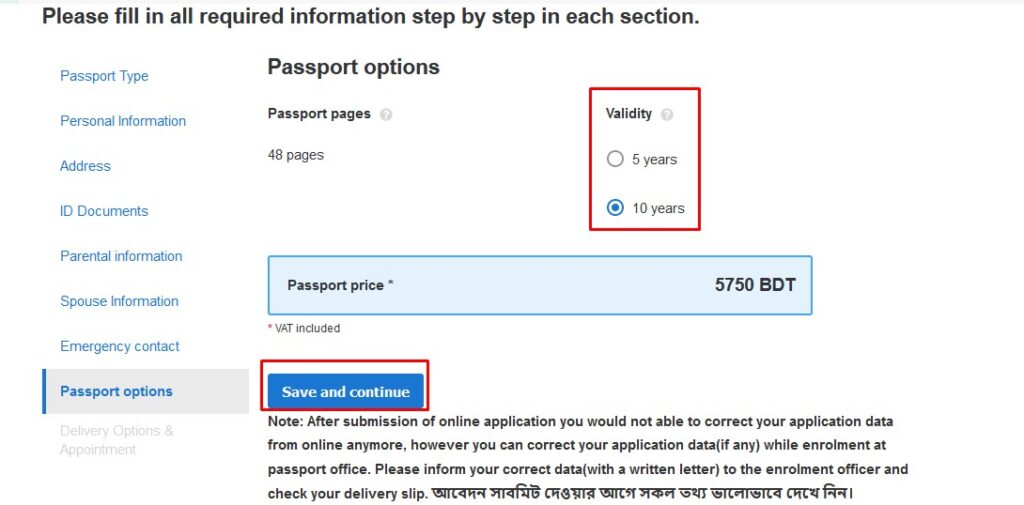 Please fill in all required information step by step in each section.
Passport Type
Personal Information
Address
ID Documents
Parental information
Spouse Information
Emergency contact
Passport options
Delivery Options &
Appointment
Passport options
Passport pages ?
48 pages
Validity ?
5 years
10 years
Passport price * 5750 BDT
* VAT included
Save and continue
Note: After submission of online application you would not able to correct your application data
from online anymore, however you can correct your application data(if any) while enrolment at
passport office. Please inform your correct data(with a written letter) to the enrolment officer and
check your delivery slip. আবেদন সাবমিট দেওয়ার আগে সকল তথ্য ভালোভাবে দেখে নিন।